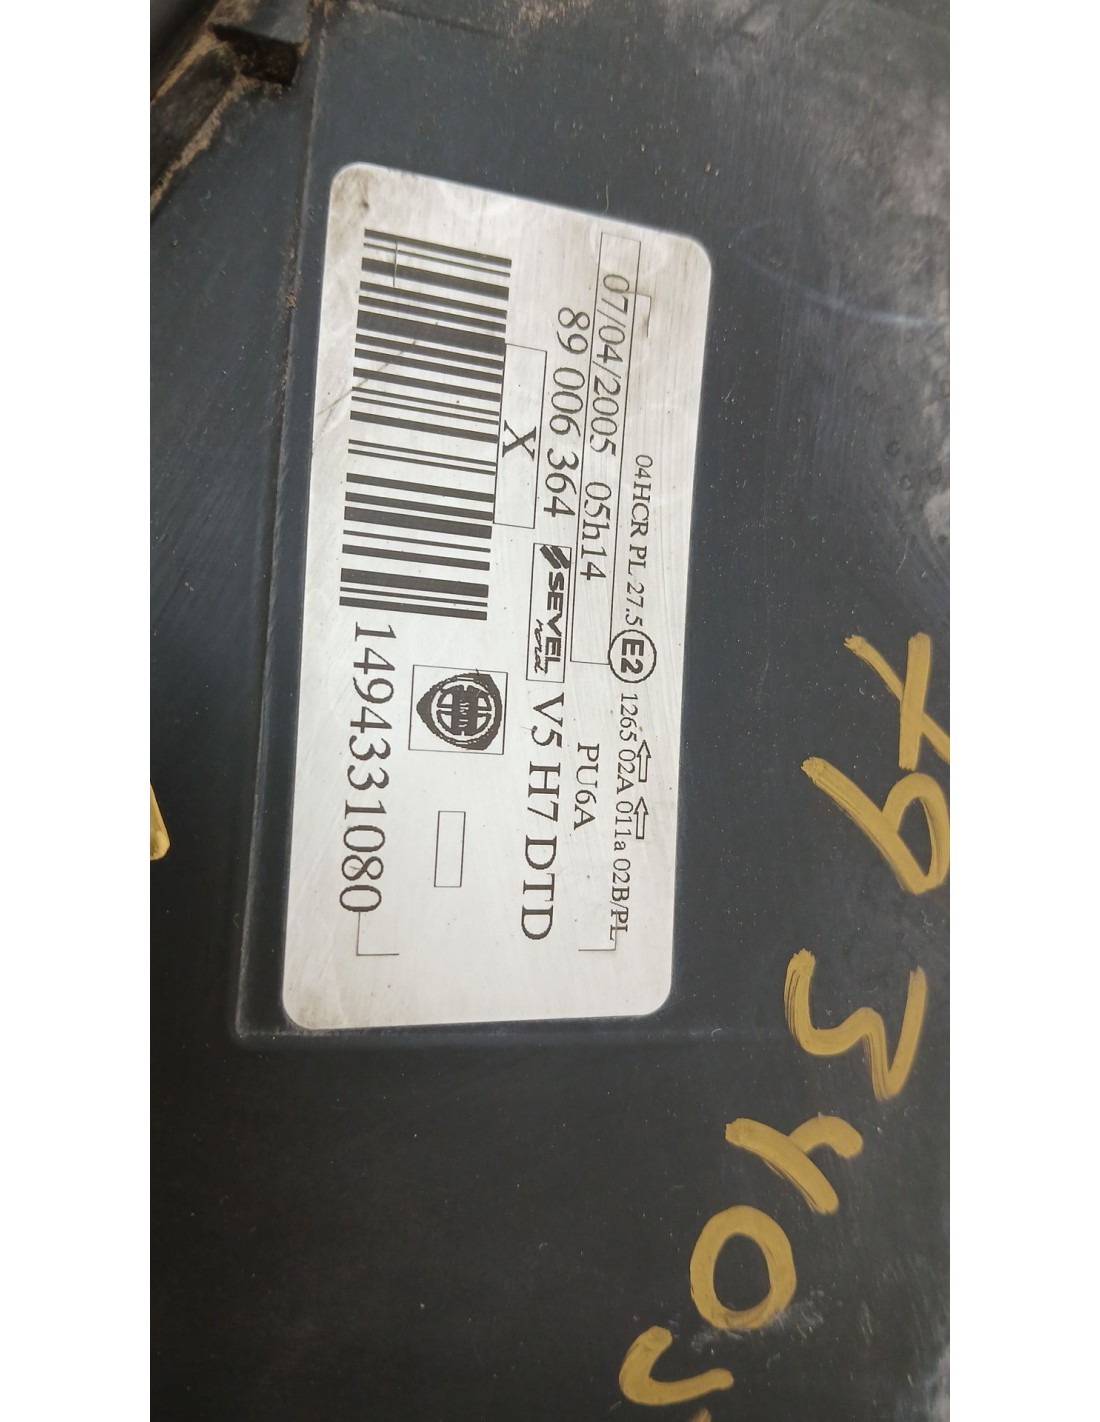 04HCR PL 27.5 E2 1265 02A 011a 02B/PL
07/04/2005 05h14
PU6A
89 006 364 SEVEL nord V5 H7 DTD
X
1494331080